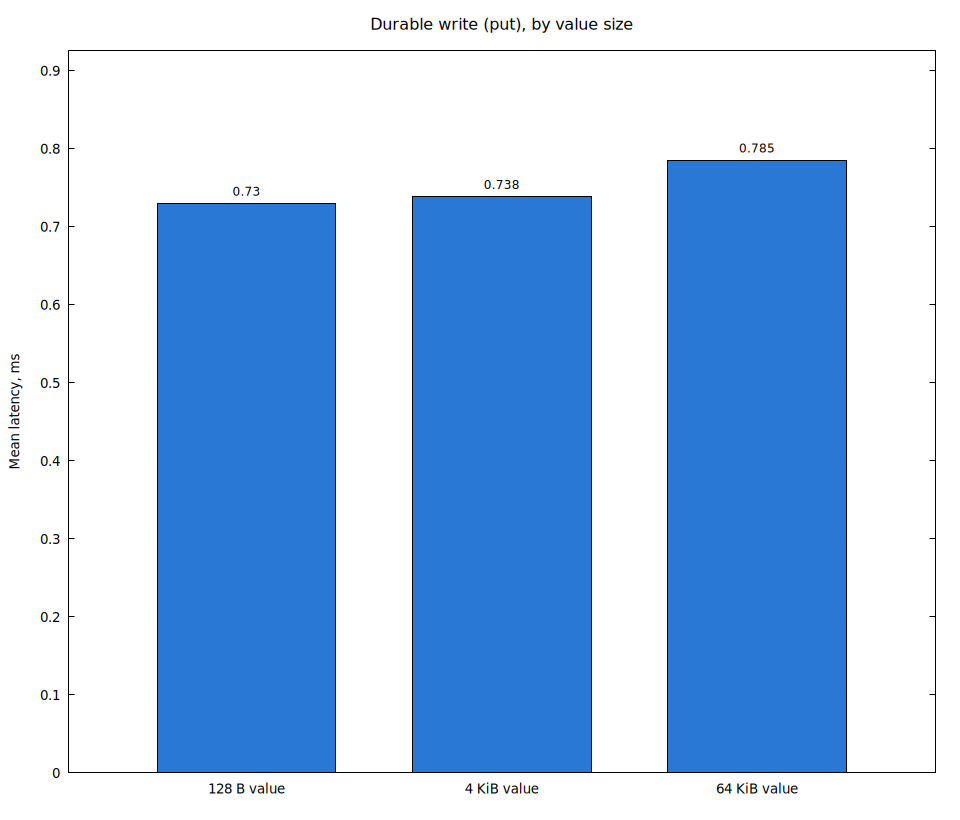 Durable write (put), by value size
Mean latency, ms
0.9
0.8
0.7
0.6
0.5
0.4
0.3
0.2
0.1
0
0.73
0.738
0.785
128 B value
4 KiB value
64 KiB value